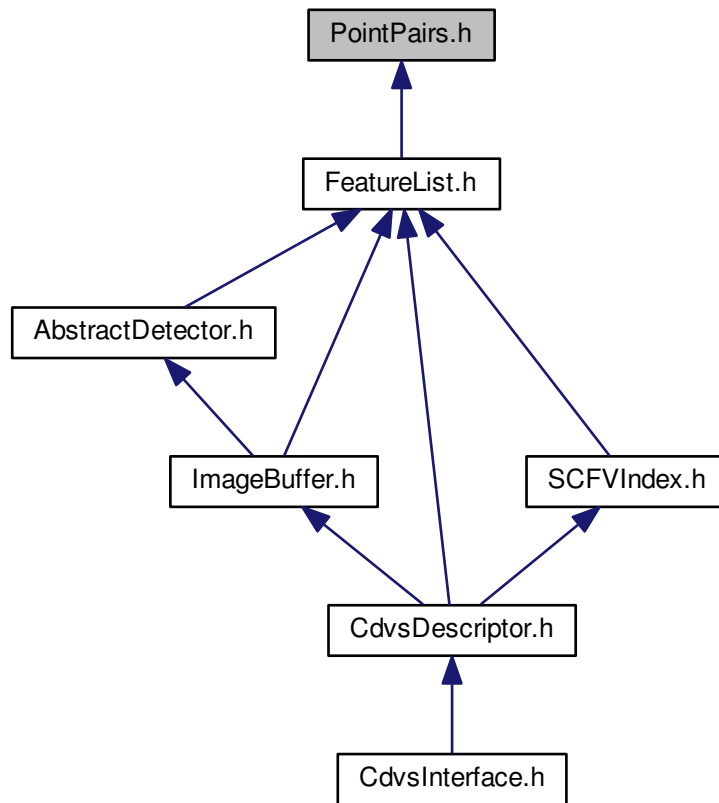 PointPairs.h
FeatureList.h
AbstractDetector.h
ImageBuffer.h
SCFVIndex.h
CdvsDescriptor.h
CdvsInterface.h